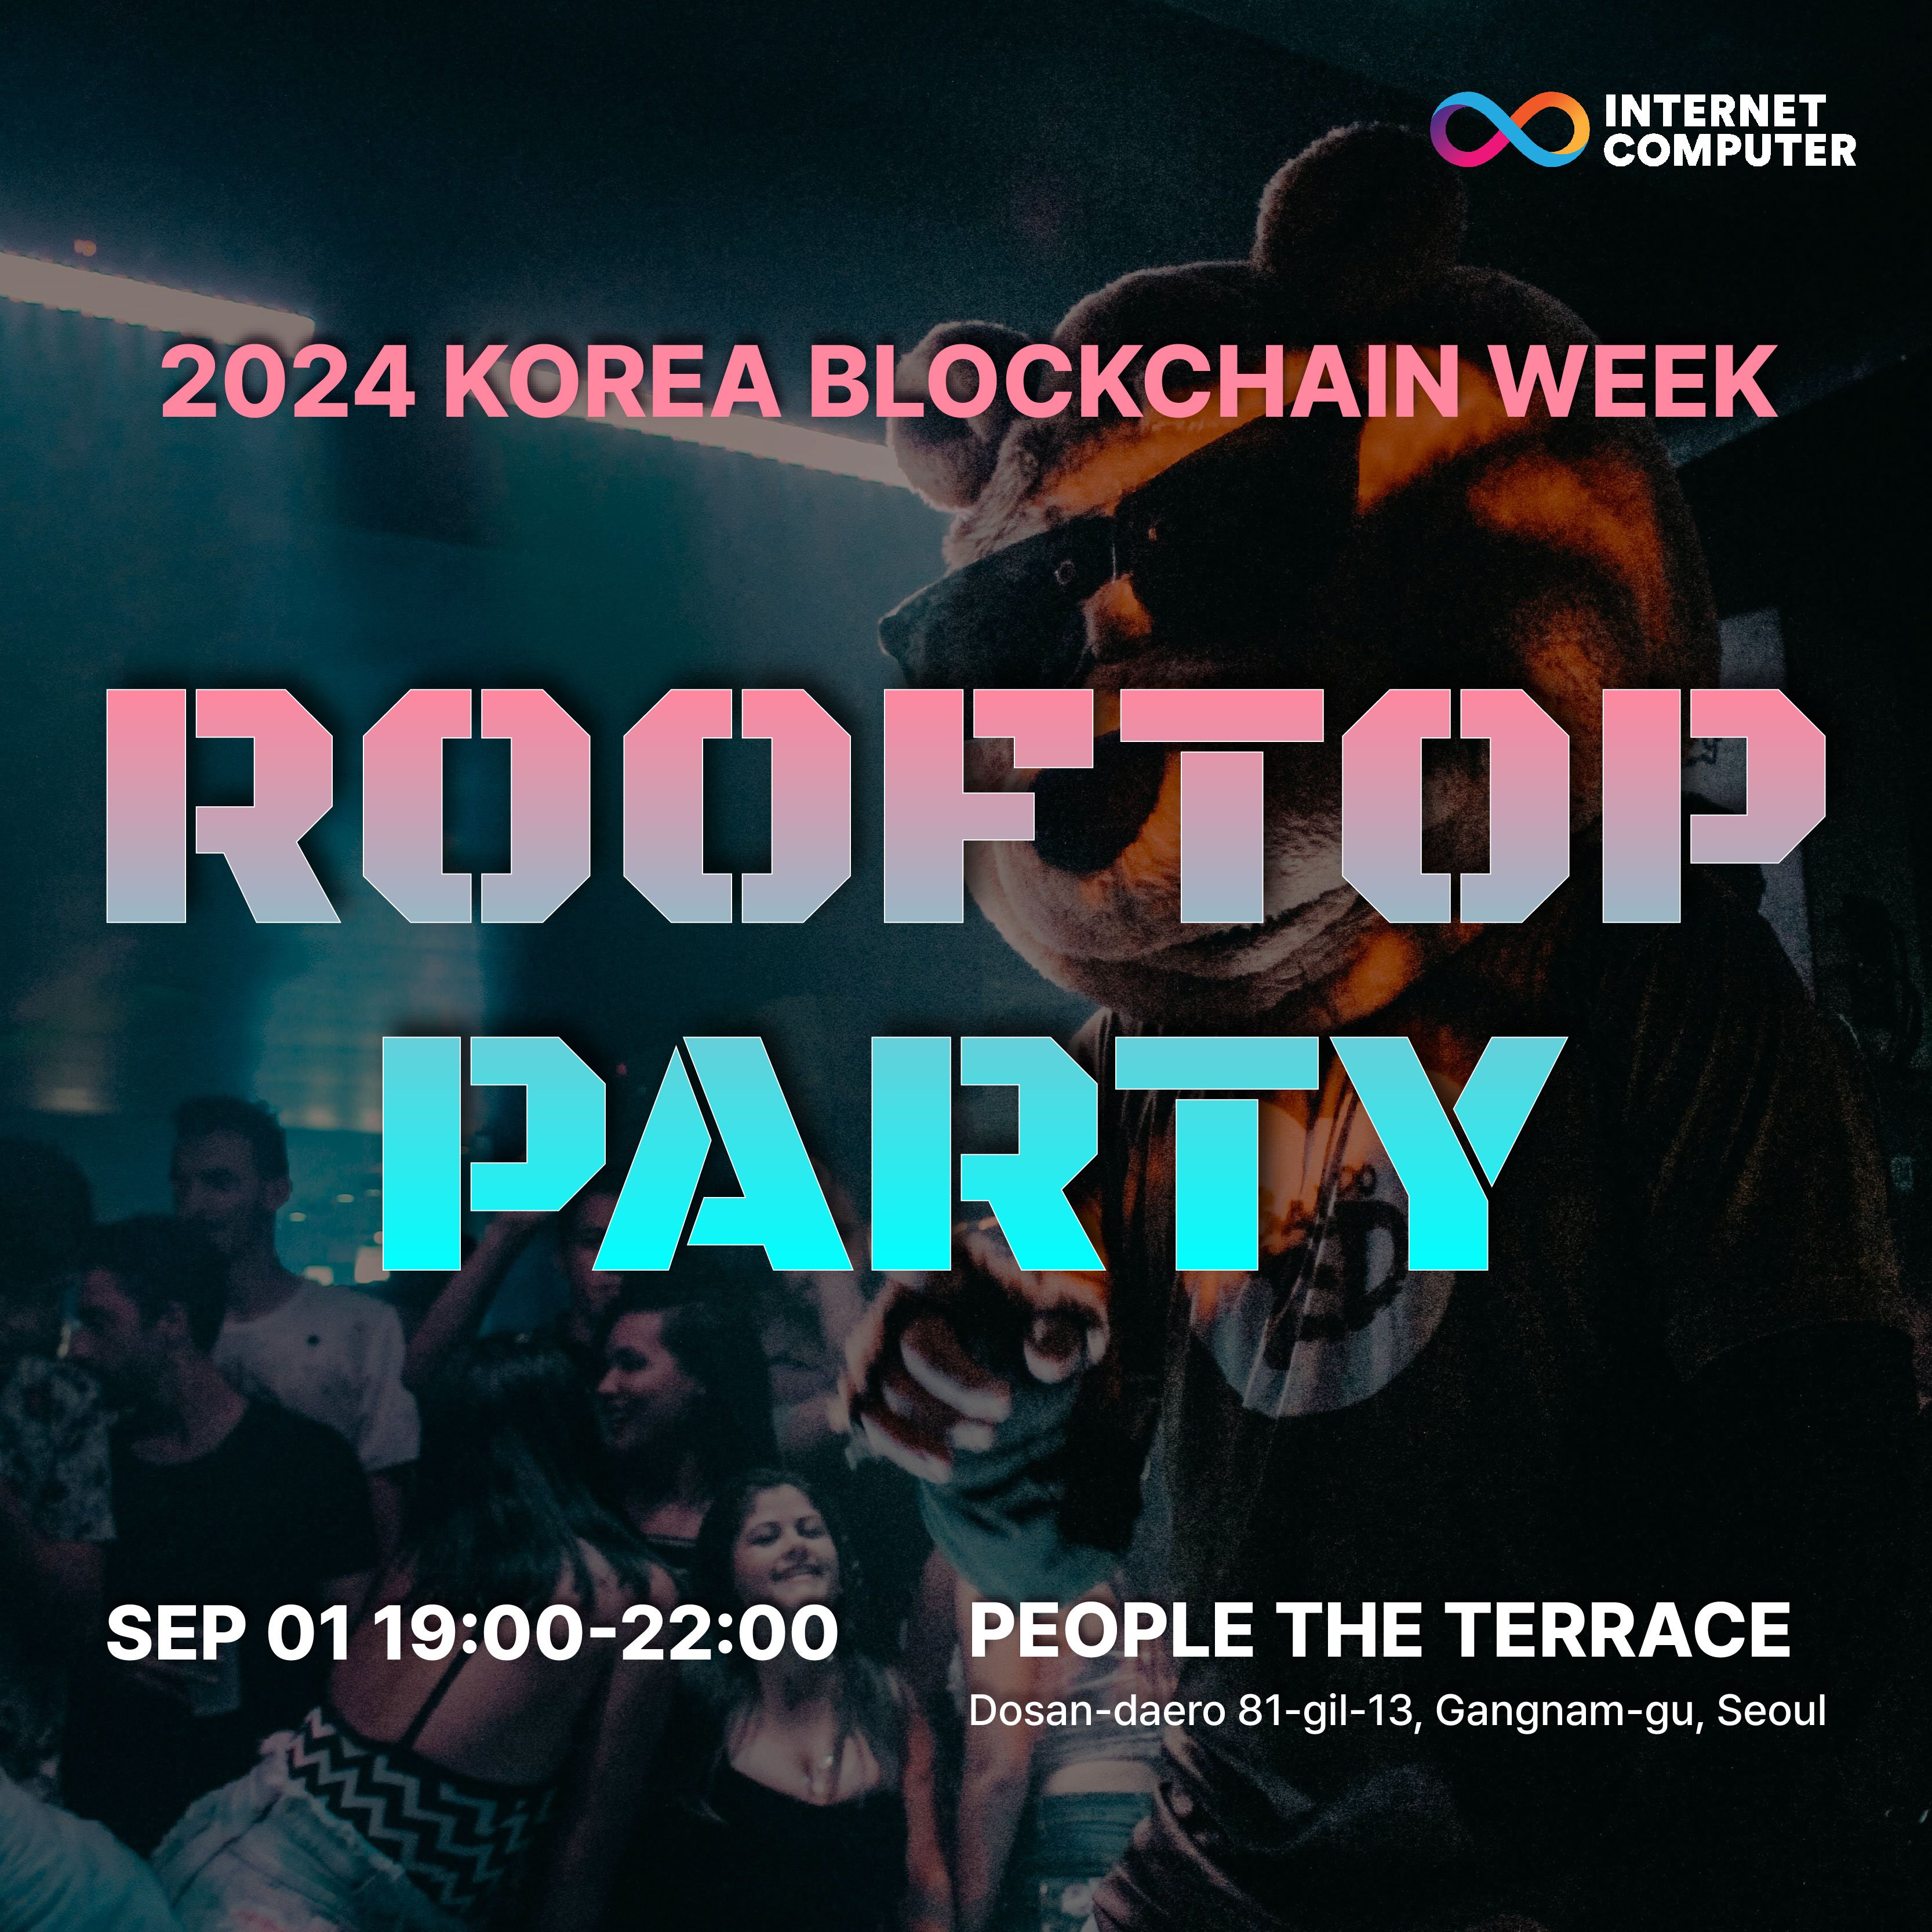 INTERNET
COMPUTER
2024 KOREA BLOCKCHAIN WEEK
ROOFTOP
PARTY
SEP 01 19:00-22:00
PEOPLE THE TERRACE
Dosan-daero 81-gil-13, Gangnam-gu, Seoul